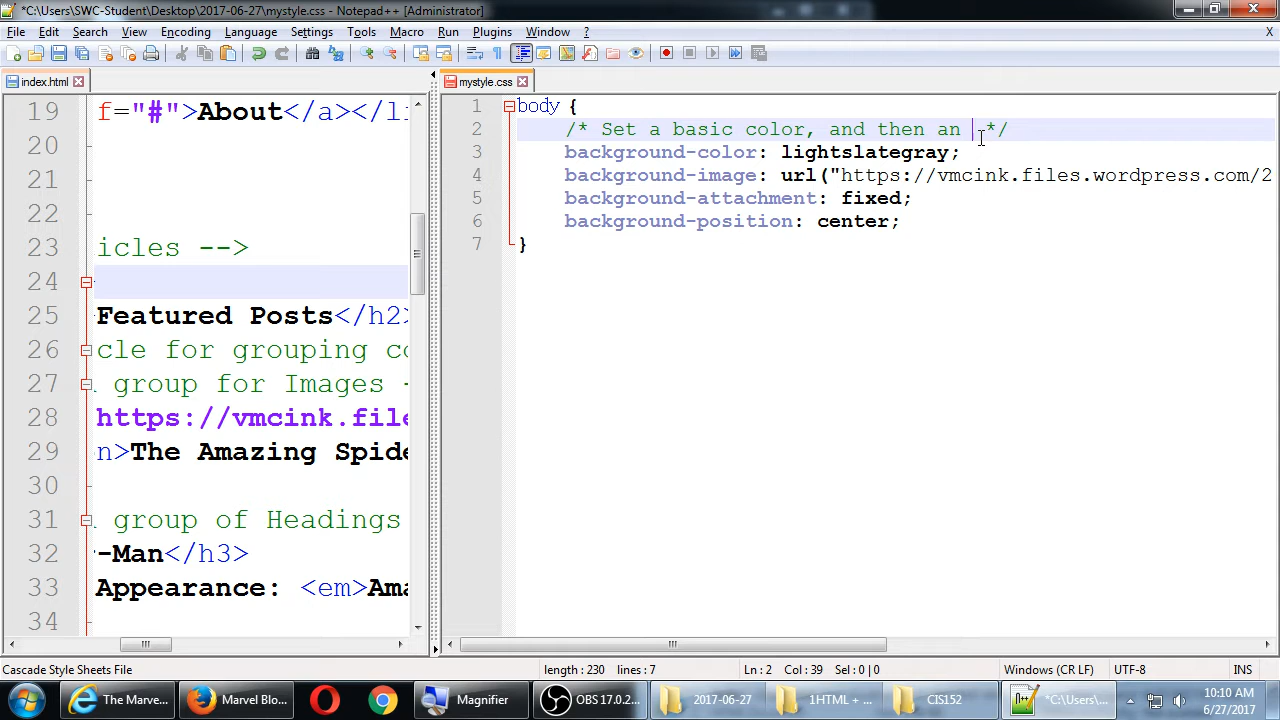 *C:\Users\SWC-Student\Desktop\2017-06-27\mystyle.css - Notepad++ [Administrator]
File Edit Search View Encoding Language Settings Tools Macro Run Plugins Window ? X
index.html
mystyle.css
19 f="#">About</a></li
20
21
22
23 icles -->
24
25 Featured Posts</h2>
26 cle for grouping co
27 group for Images -
28 https://vmcink.file
29 n>The Amazing Spide
30
31 group of Headings
32 -Man</h3>
33 Appearance: <em>Ama
34
1 body {
2 /* Set a basic color, and then an */
3 background-color: lightslategray;
4 background-image: url("https://vmcink.files.wordpress.com/2
5 background-attachment: fixed;
6 background-position: center;
7 }
Cascade Style Sheets File length : 230 lines : 7 Ln : 2 Col : 39 Sel : 0 | 0 Windows (CR LF) UTF-8 INS
The Marve... Marvel Blo... Magnifier OBS 17.0.2... 2017-06-27 1HTML + ... CIS152 *C:\Users\... 10:10 AM
6/27/2017